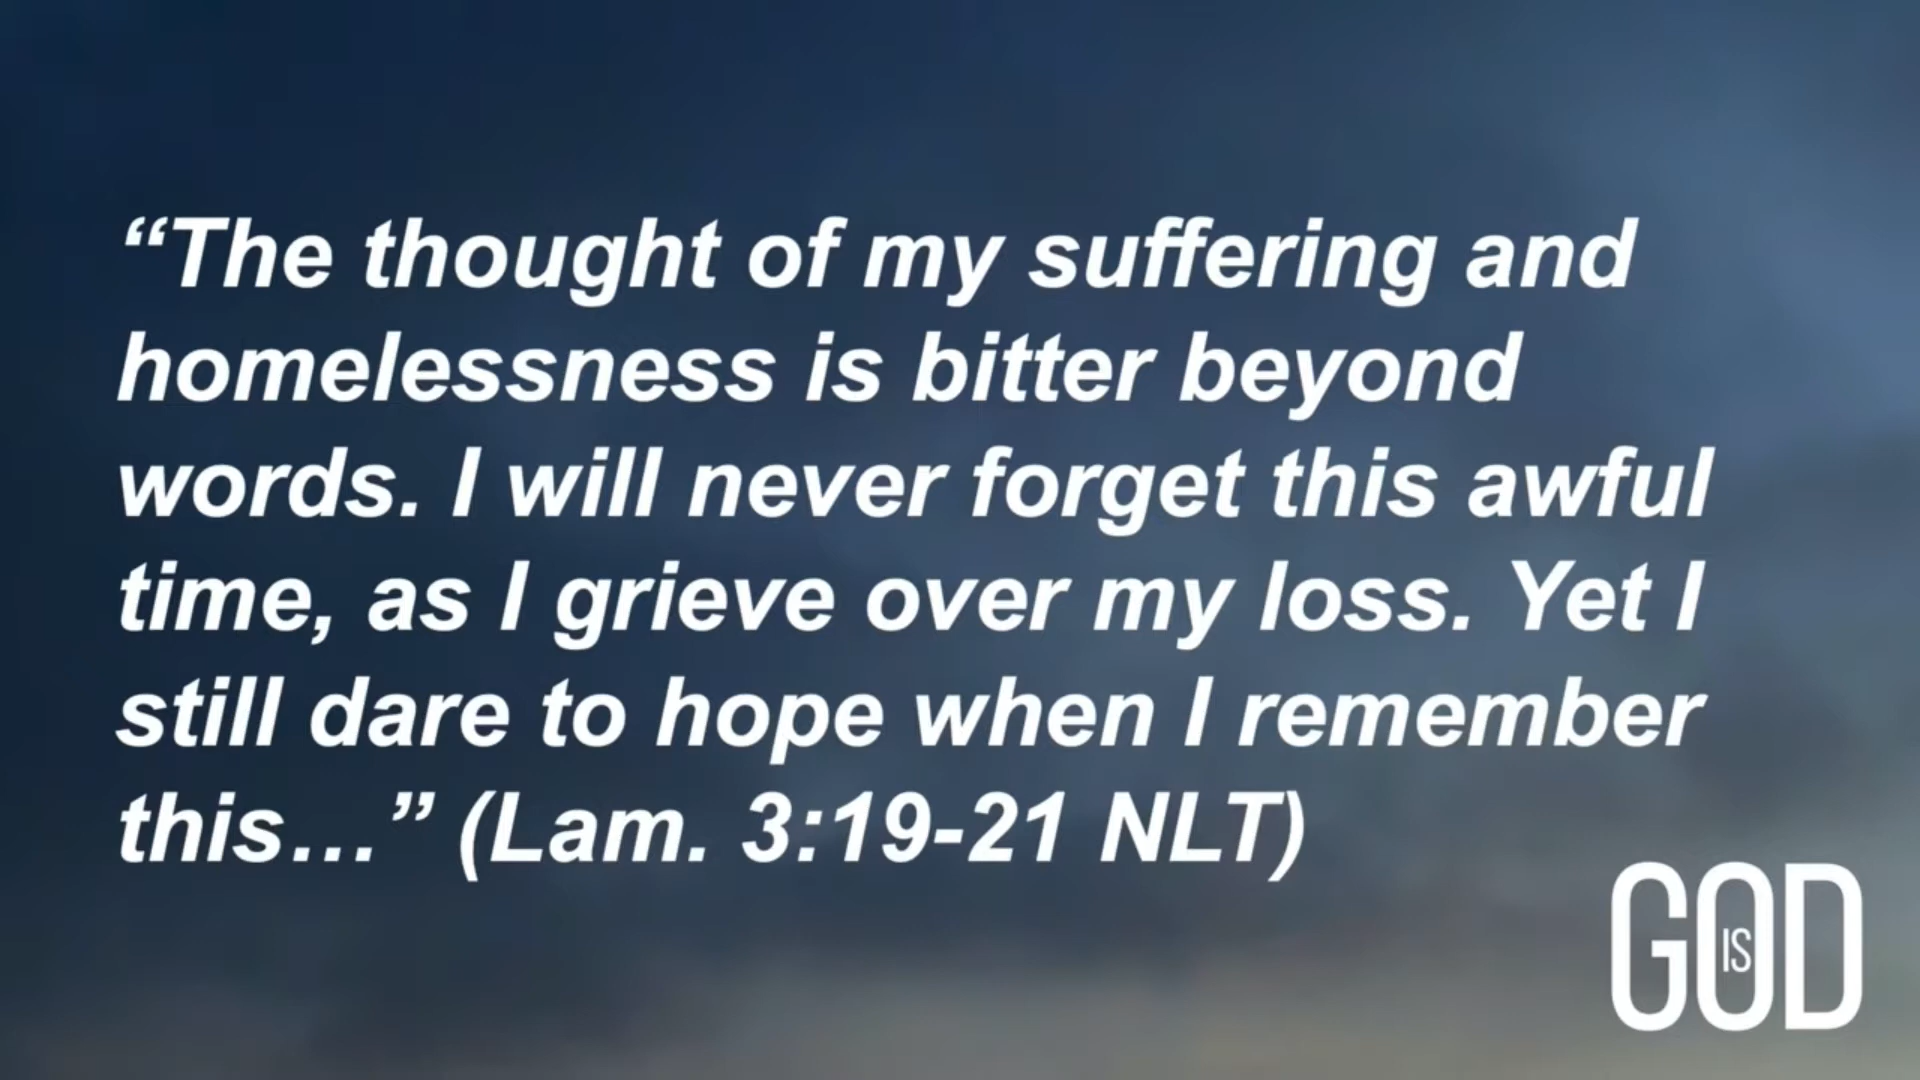 “The thought of my suffering and
homelessness is bitter beyond
words. I will never forget this awful
time, as I grieve over my loss. Yet I
still dare to hope when I remember
this…” (Lam. 3:19-21 NLT)
GOD
IS